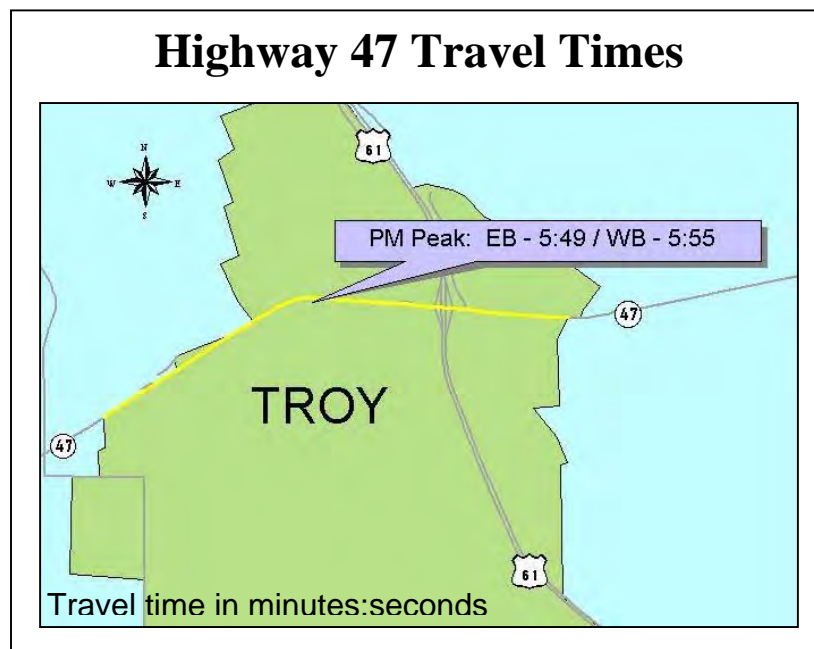 Highway 47 Travel Times
N
W E
S
61
PM Peak: EB - 5:49 / WB - 5:55
47
TROY
47
61
Travel time in minutes:seconds